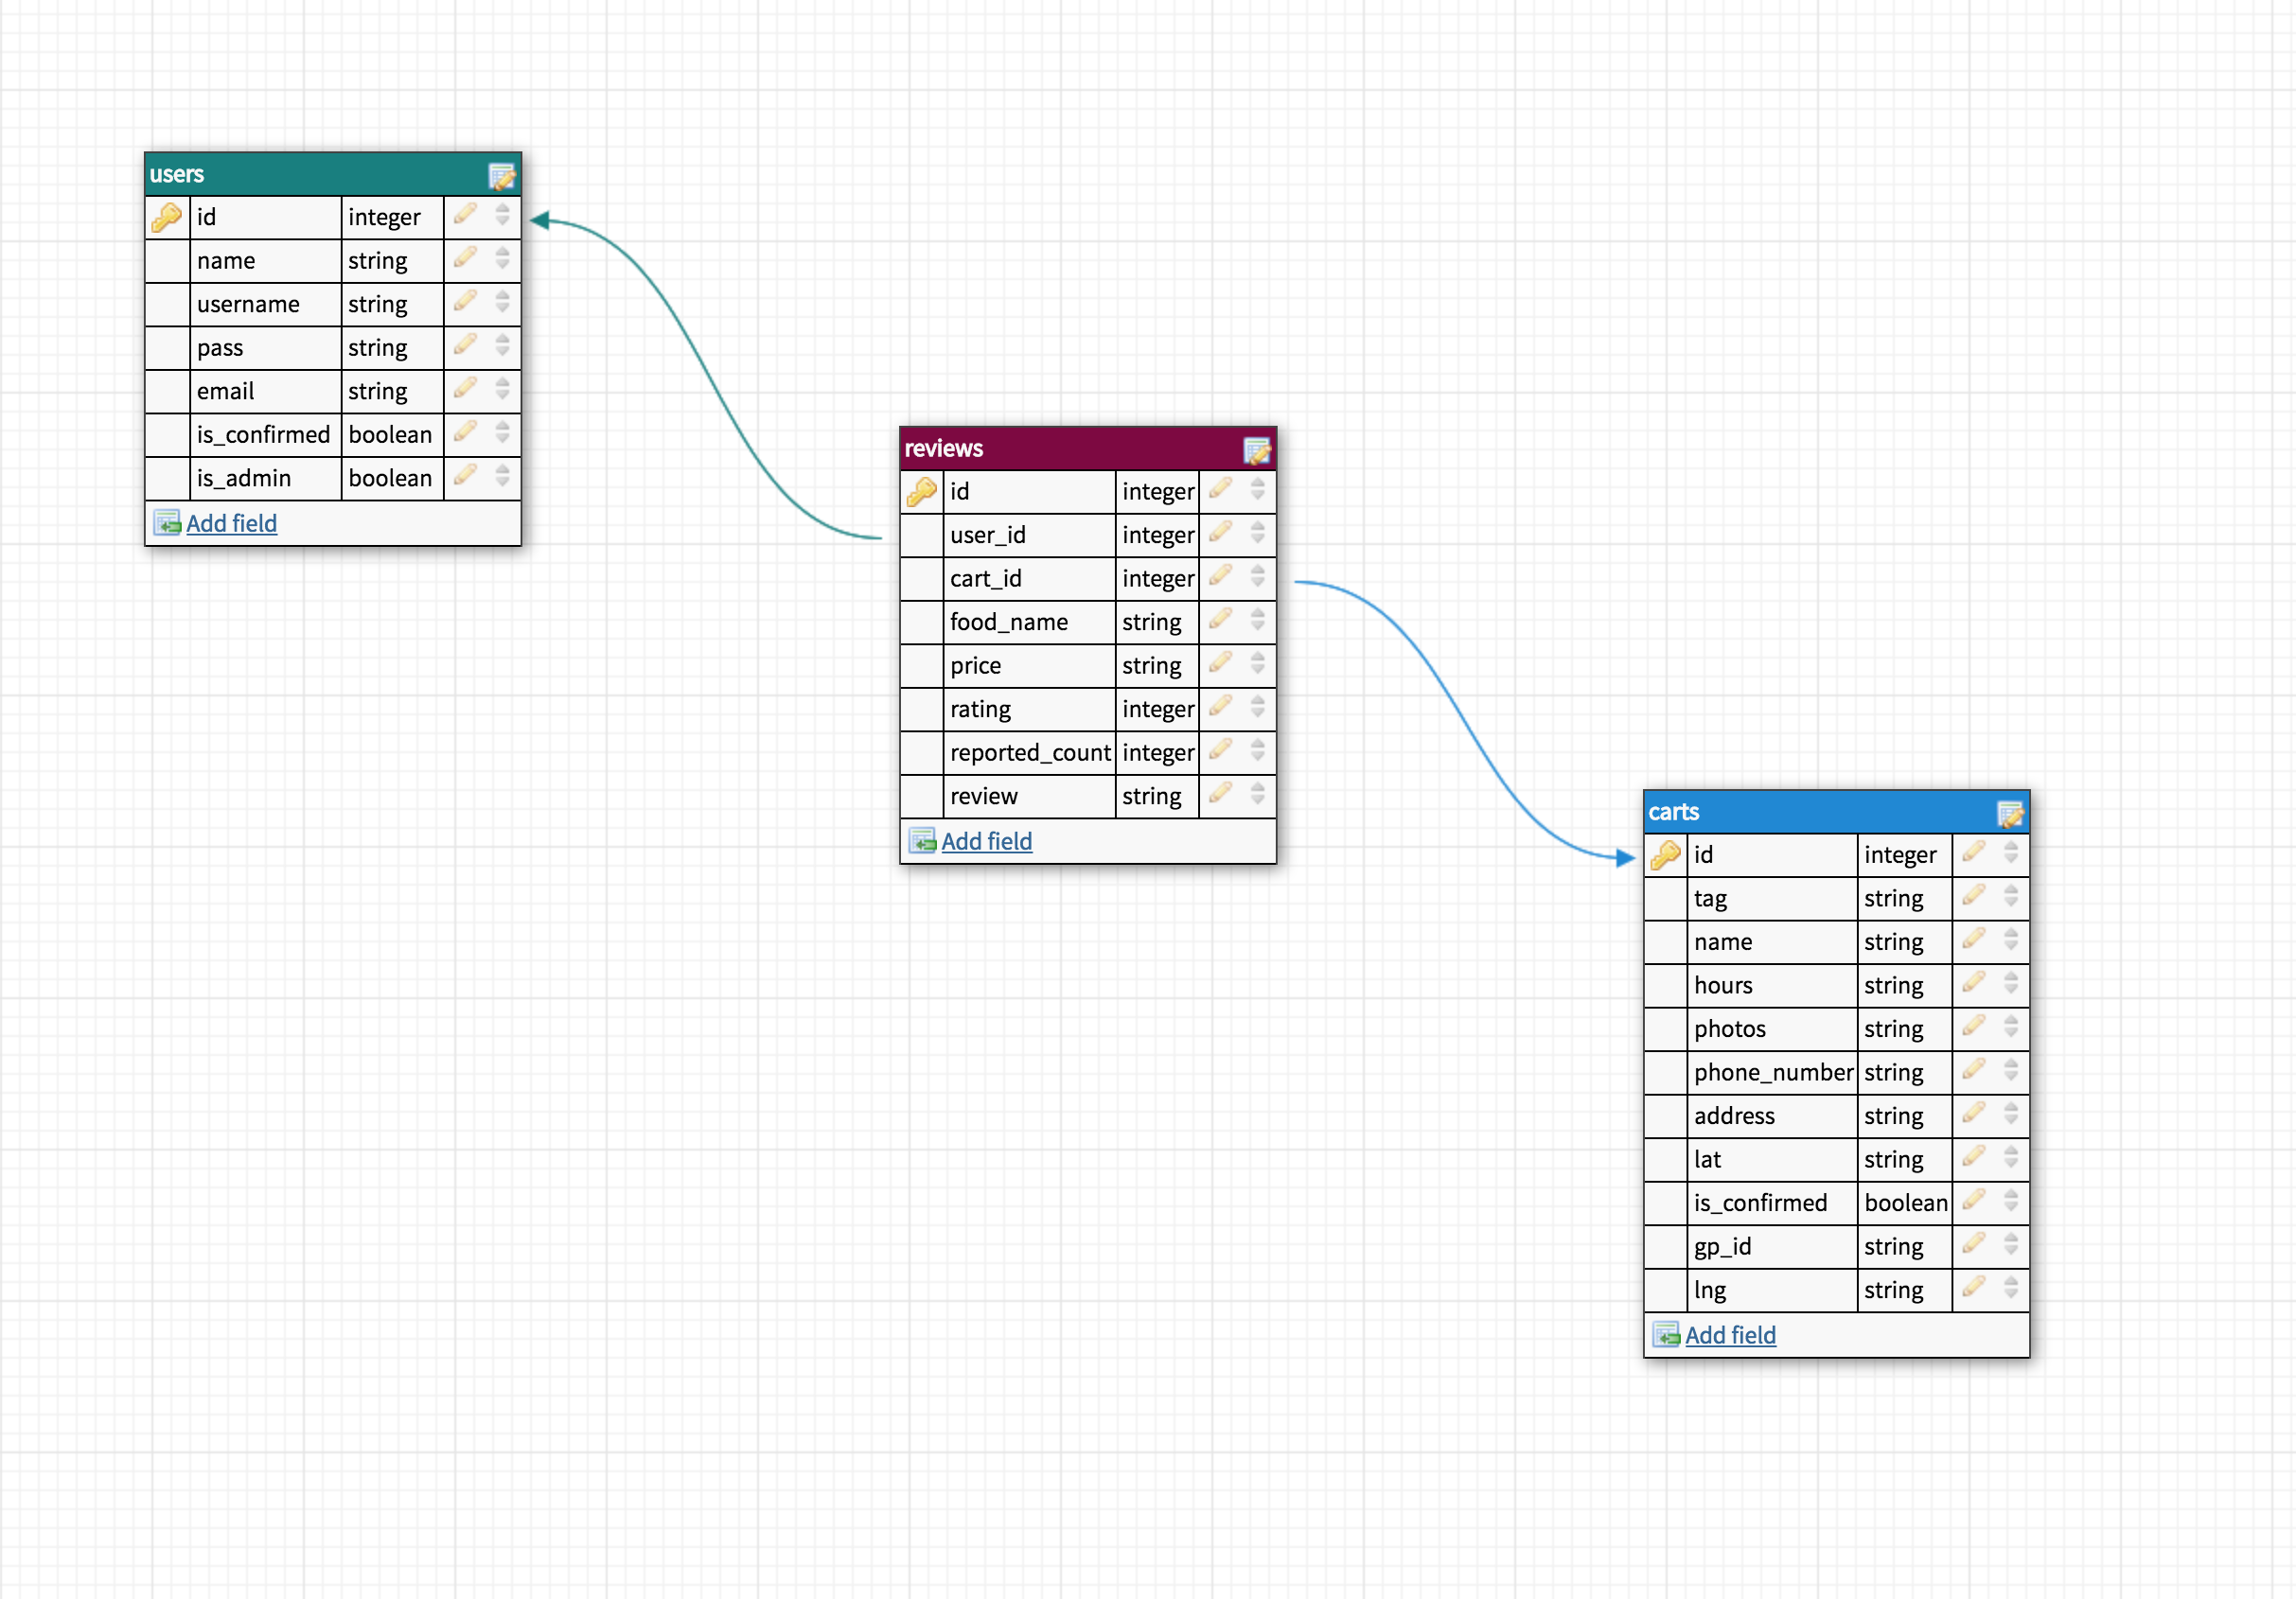 users
id integer
name string
username string
pass string
email string
is_confirmed boolean
is_admin boolean
Add field
reviews
id integer
user_id integer
cart_id integer
food_name string
price string
rating integer
reported_count integer
review string
Add field
carts
id integer
tag string
name string
hours string
photos string
phone_number string
address string
lat string
is_confirmed boolean
gp_id string
lng string
Add field